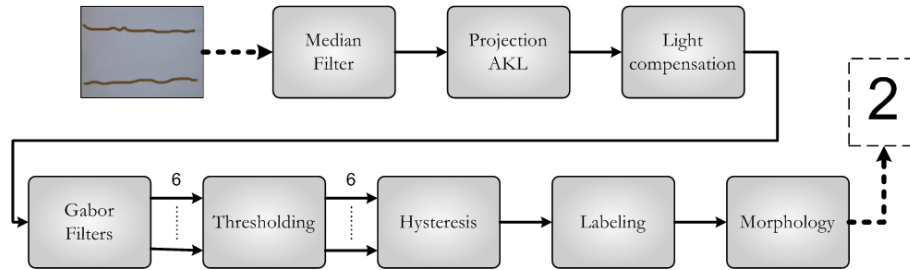 Median
Filter
Projection
AKL
Light
compensation
2
Gabor
Filters
6
Thresholding
6
Hysteresis
Labeling
Morphology